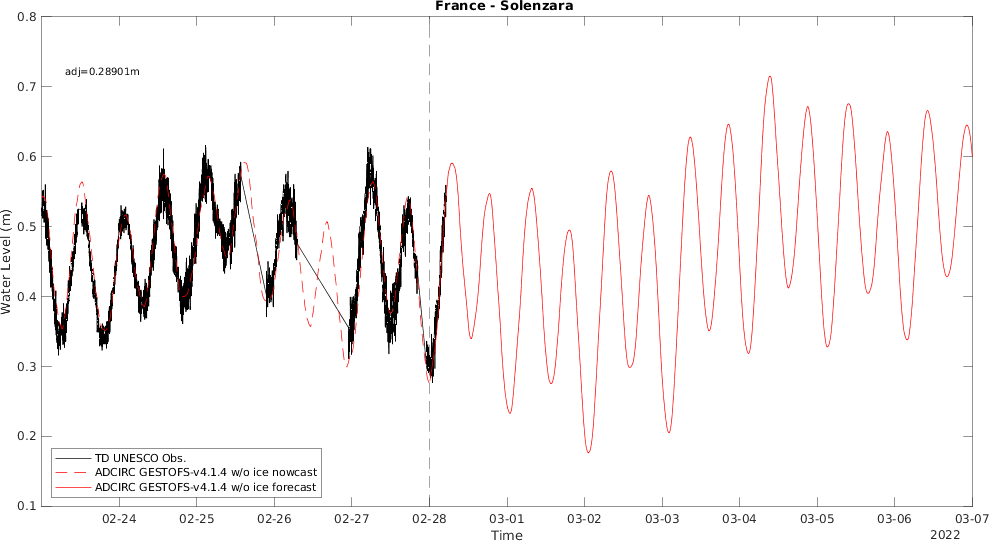 France - Solenzara
adj=0.28901m
0.8
0.7
0.6
0.5
0.4
0.3
0.2
0.1
Water Level (m)
TD UNESCO Obs.
ADCIRC GESTOFS-v4.1.4 w/o ice nowcast
ADCIRC GESTOFS-v4.1.4 w/o ice forecast
02-24 02-25 02-26 02-27 02-28 03-01 03-02 03-03 03-04 03-05 03-06 03-07
Time
2022